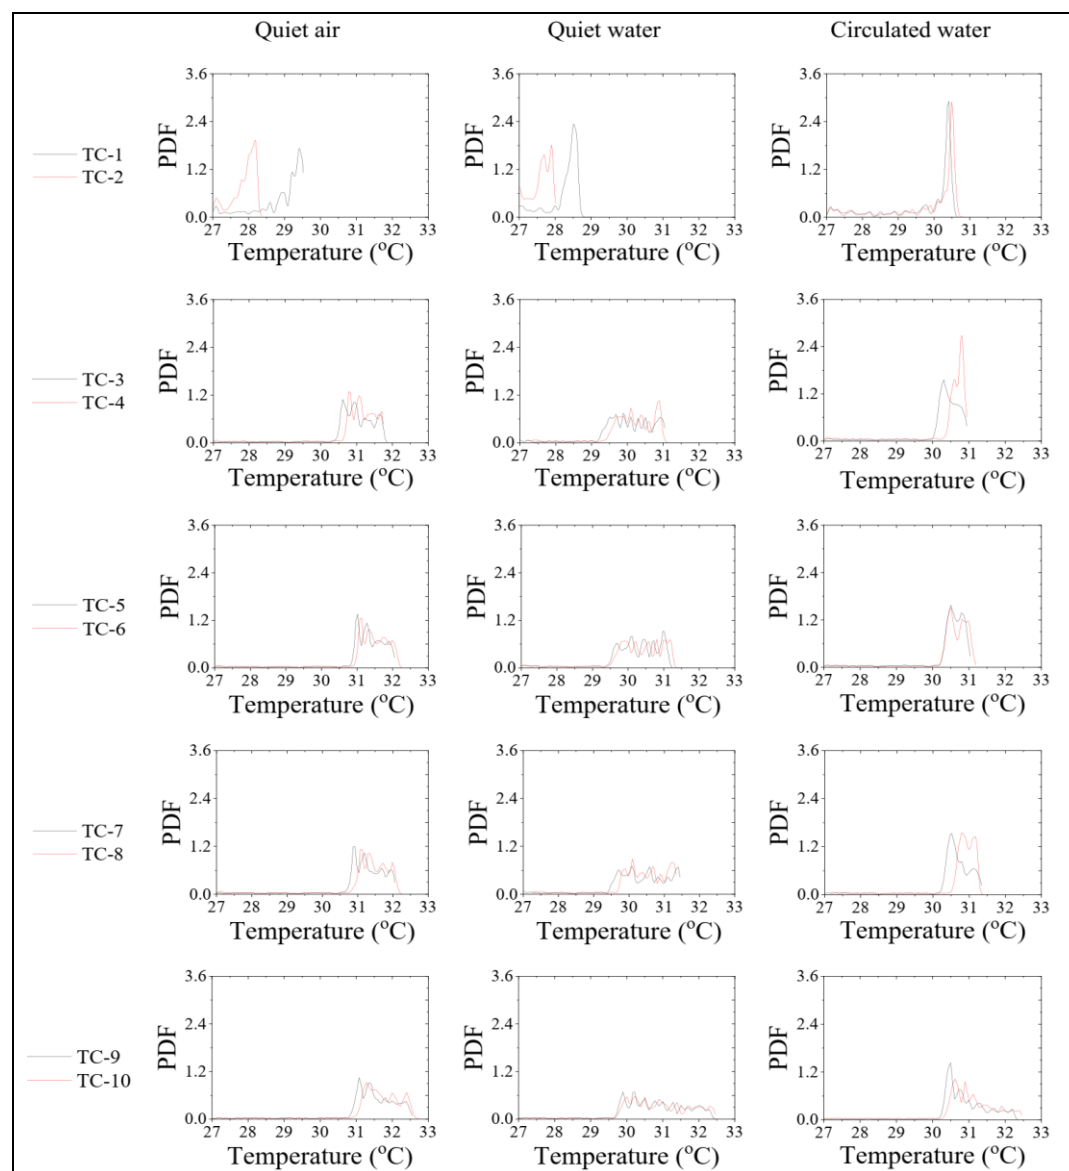 Quiet air Quiet water Circulated water
TC-1
TC-2
PDF
3.6
2.4
1.2
0.0
27 28 29 30 31 32 33
Temperature (°C)
PDF
3.6
2.4
1.2
0.0
27 28 29 30 31 32 33
Temperature (°C)
PDF
3.6
2.4
1.2
0.0
27 28 29 30 31 32 33
Temperature (°C)
TC-3
TC-4
PDF
3.6
2.4
1.2
0.0
27 28 29 30 31 32 33
Temperature (°C)
PDF
3.6
2.4
1.2
0.0
27 28 29 30 31 32 33
Temperature (°C)
PDF
3.6
2.4
1.2
0.0
27 28 29 30 31 32 33
Temperature (°C)
TC-5
TC-6
PDF
3.6
2.4
1.2
0.0
27 28 29 30 31 32 33
Temperature (°C)
PDF
3.6
2.4
1.2
0.0
27 28 29 30 31 32 33
Temperature (°C)
PDF
3.6
2.4
1.2
0.0
27 28 29 30 31 32 33
Temperature (°C)
TC-7
TC-8
PDF
3.6
2.4
1.2
0.0
27 28 29 30 31 32 33
Temperature (°C)
PDF
3.6
2.4
1.2
0.0
27 28 29 30 31 32 33
Temperature (°C)
PDF
3.6
2.4
1.2
0.0
27 28 29 30 31 32 33
Temperature (°C)
TC-9
TC-10
PDF
3.6
2.4
1.2
0.0
27 28 29 30 31 32 33
Temperature (°C)
PDF
3.6
2.4
1.2
0.0
27 28 29 30 31 32 33
Temperature (°C)
PDF
3.6
2.4
1.2
0.0
27 28 29 30 31 32 33
Temperature (°C)